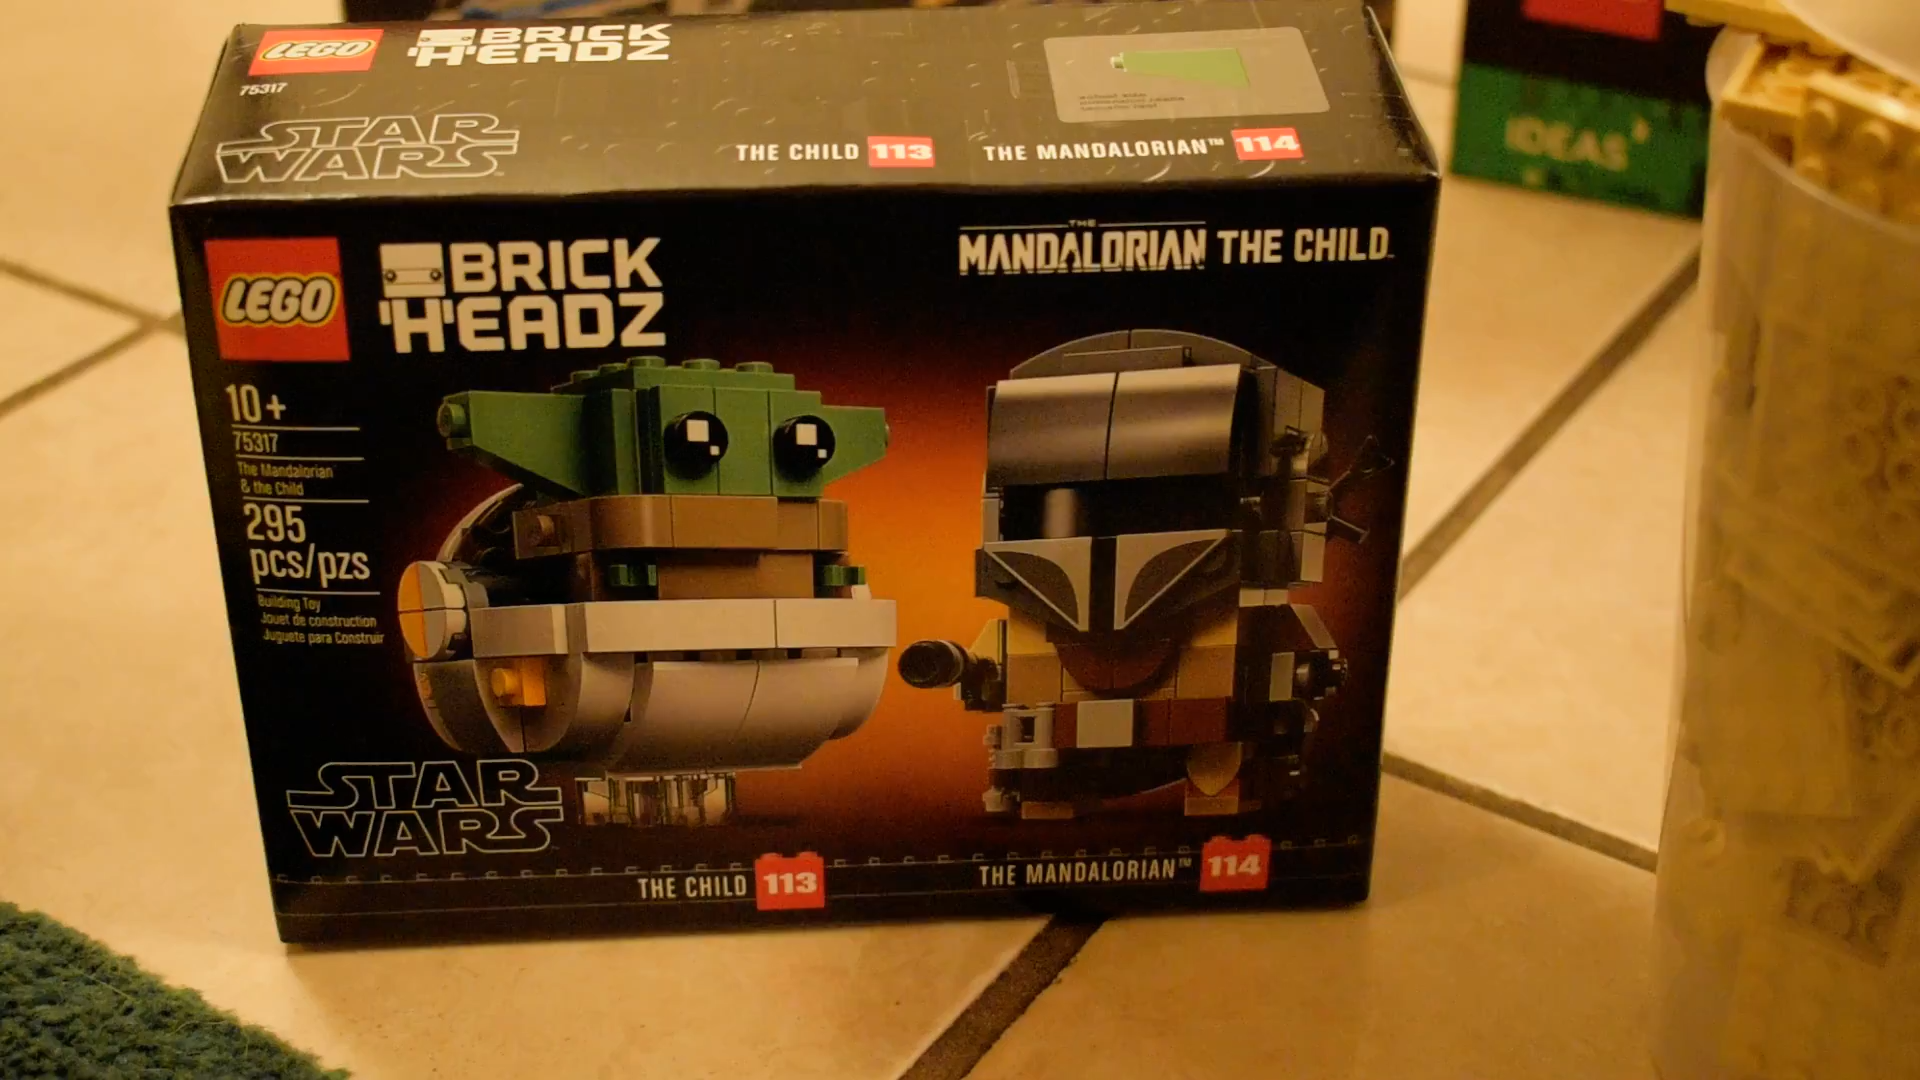 LEGO
BRICK
HEADZ
75317
STAR
WARS
THE CHILD 113
THE MANDALORIAN™ 114
IDEAS
LEGO
BRICK
HEADZ
THE
MANDALORIAN THE CHILD
10+
75317
The Mandalorian
& the Child
295
pcs/pzs
Building Toy
Jouet de construction
Juguete para Construir
STAR
WARS
THE CHILD 113
THE MANDALORIAN™ 114